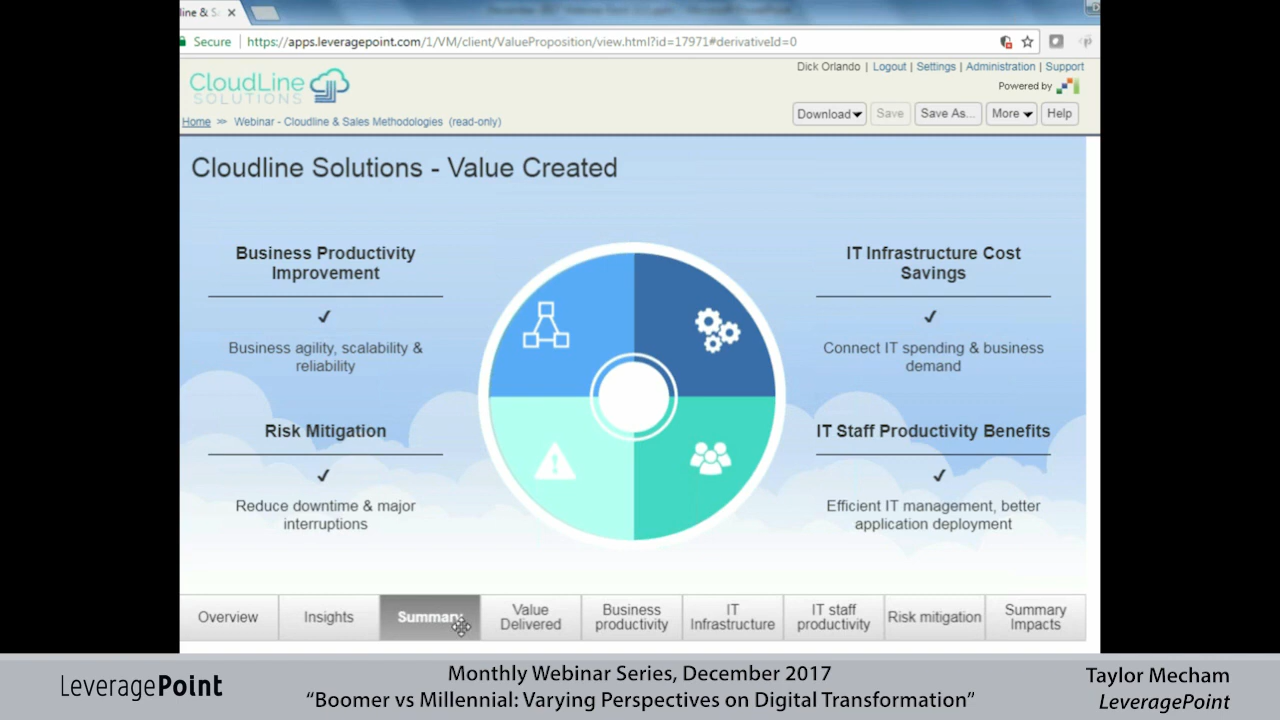 line & S
Secure
https://apps.leveragepoint.com/1/VM/client/ValueProposition/view.html?id=17971#derivativeId=0
Dick Orlando | Logout | Settings | Administration | Support
CloudLine
SOLUTIONS
Powered by
Download Save Save As... More Help
Home >> Webinar - Cloudline & Sales Methodologies (read-only)
Cloudline Solutions - Value Created
Business Productivity
Improvement
Business agility, scalability &
reliability
IT Infrastructure Cost
Savings
Connect IT spending & business
demand
Risk Mitigation
Reduce downtime & major
interruptions
IT Staff Productivity Benefits
Efficient IT management, better
application deployment
Overview
Insights
Summary
Value
Delivered
Business
productivity
IT
Infrastructure
IT staff
productivity
Risk mitigation
Summary
Impacts
LeveragePoint
Monthly Webinar Series, December 2017
“Boomer vs Millennial: Varying Perspectives on Digital Transformation”
Taylor Mecham
LeveragePoint